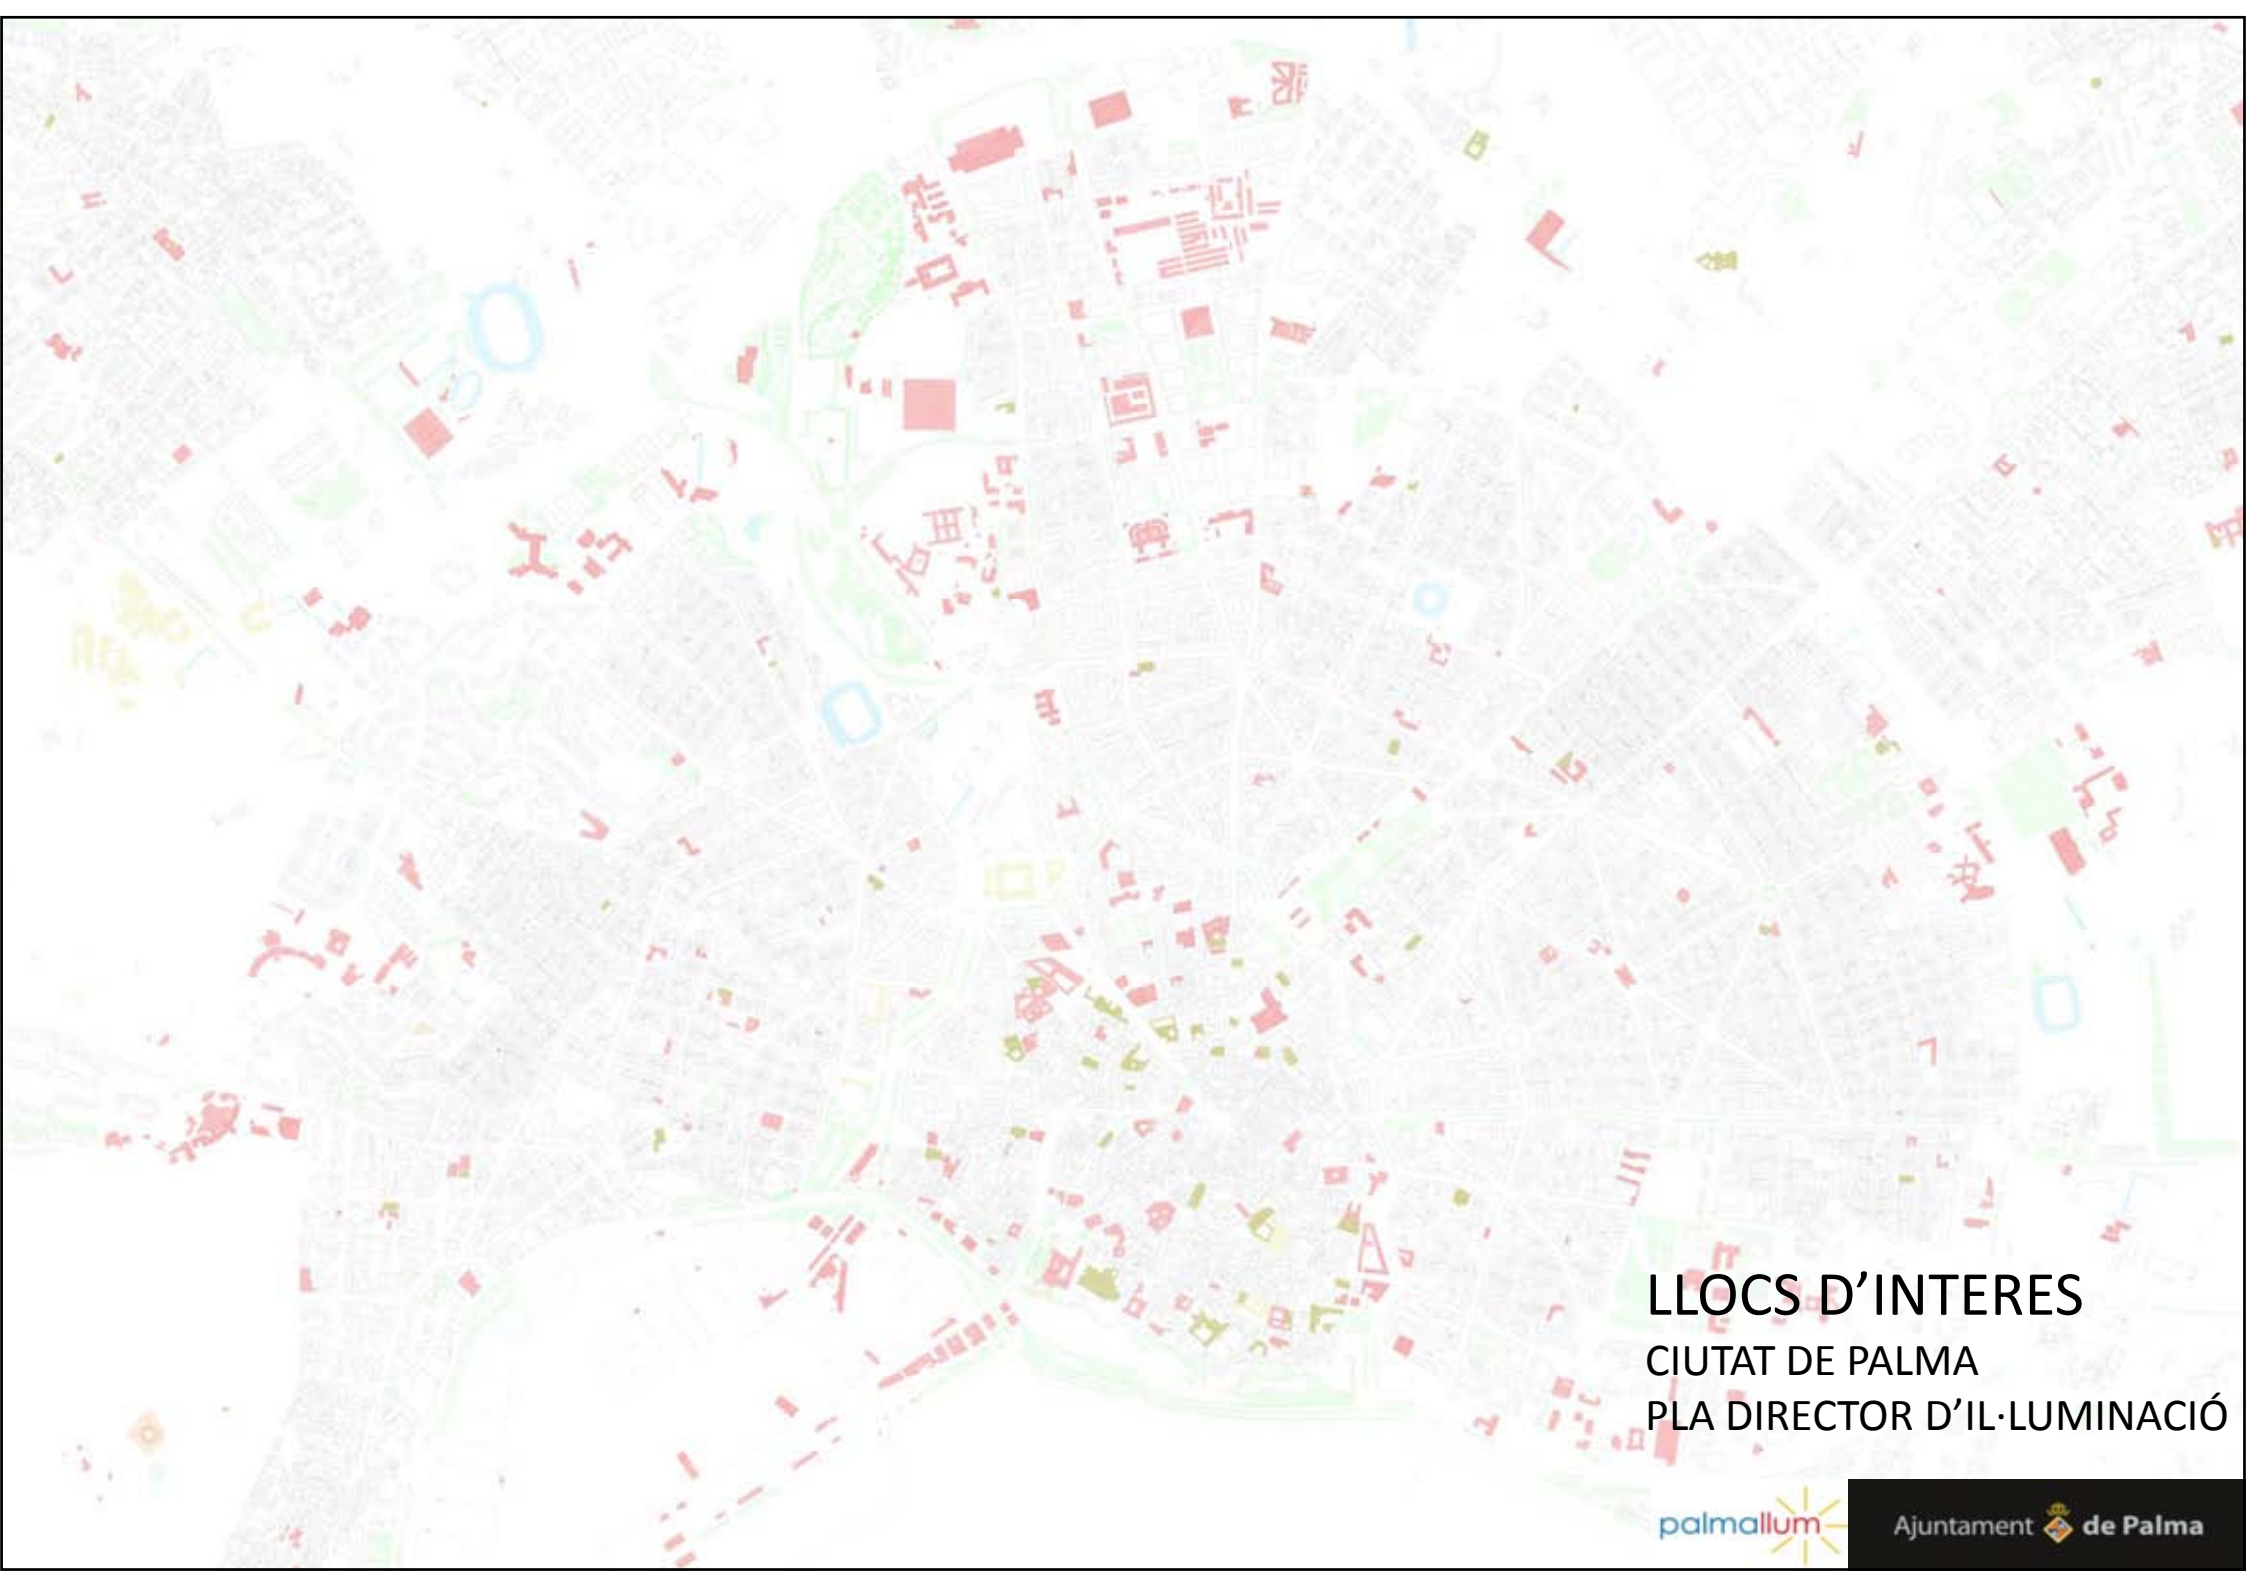 LLOCS D’INTERES
CIUTAT DE PALMA
PLA DIRECTOR D’IL·LUMINACIÓ
palmallum
Ajuntament de Palma